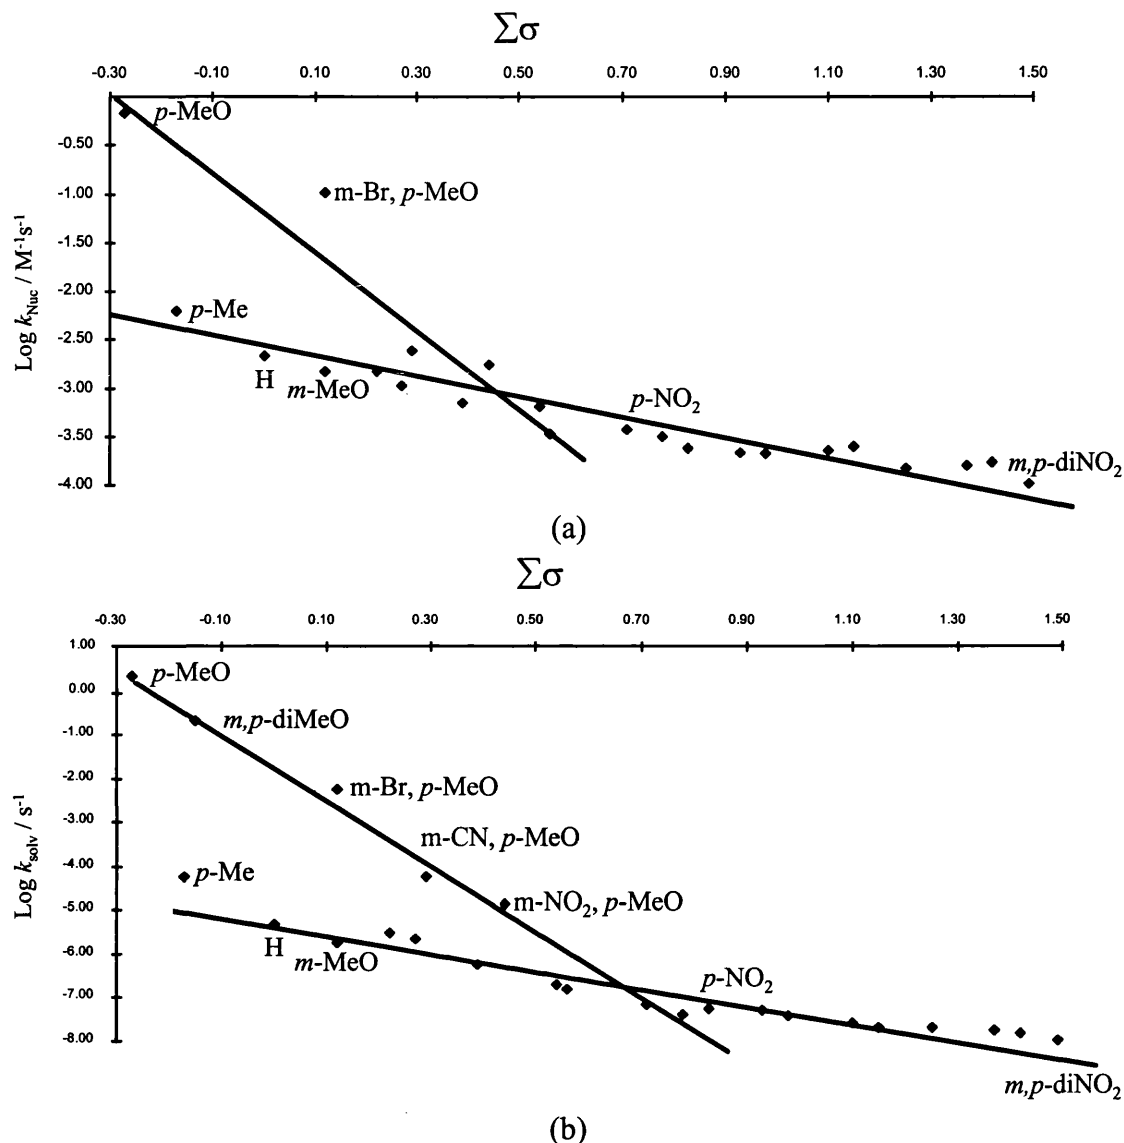 ∑σ
-0.30 -0.10 0.10 0.30 0.50 0.70 0.90 1.10 1.30 1.50
p-MeO
-0.50
m-Br, p-MeO
-1.00
-1.50
Log kNuc / M⁻¹s⁻¹
-2.00
p-Me
-2.50
H
m-MeO
-3.00
p-NO₂
-3.50
m,p-diNO₂
-4.00
(a)
∑σ
-0.30 -0.10 0.10 0.30 0.50 0.70 0.90 1.10 1.30 1.50
1.00
p-MeO
0.00
m,p-diMeO
-1.00
m-Br, p-MeO
-2.00
-3.00
m-CN, p-MeO
Log ksolv / s⁻¹
-4.00
p-Me
m-NO₂, p-MeO
-5.00
H
m-MeO
-6.00
p-NO₂
-7.00
-8.00
m,p-diNO₂
(b)